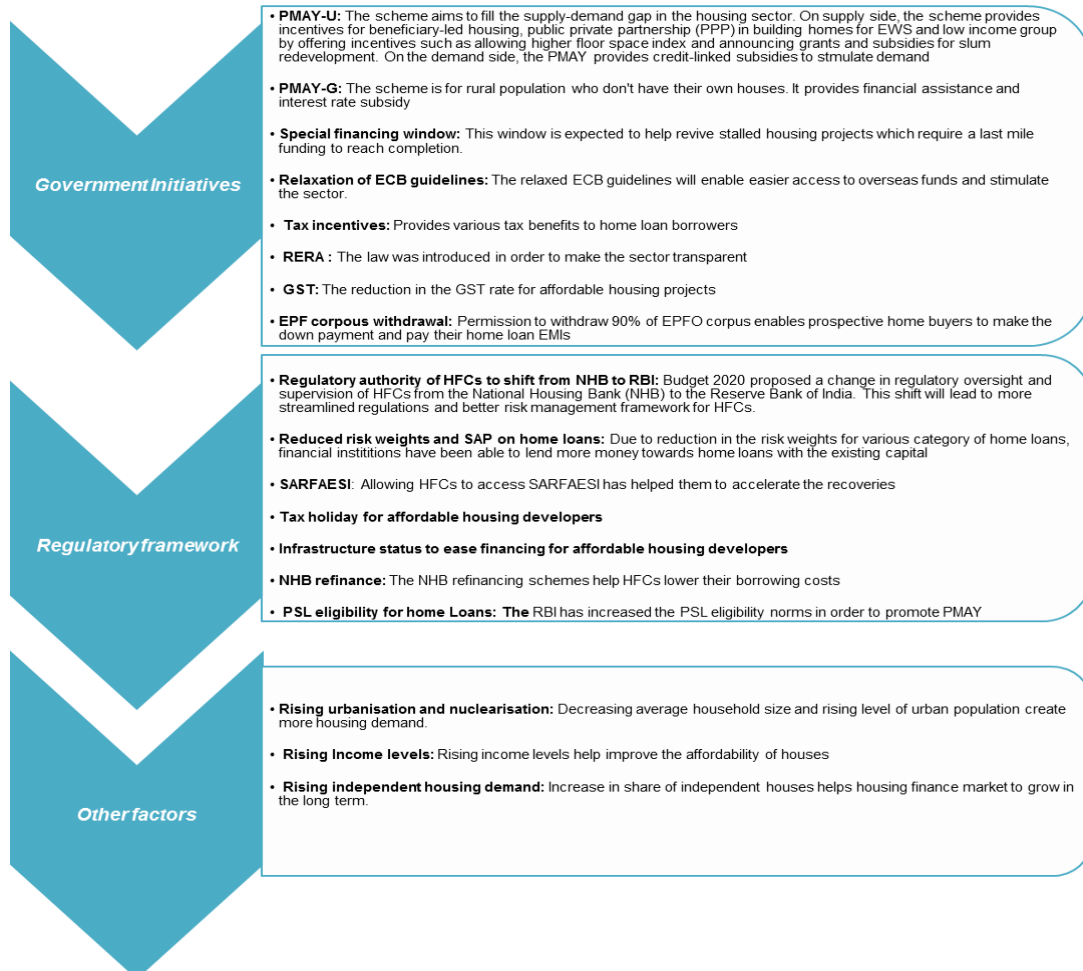 • PMAY-U: The scheme aims to fill the supply-demand gap in the housing sector. On supply side, the scheme provides
incentives for beneficiary-led housing, public private partnership (PPP) in building homes for EWS and low income group
by offering incentives such as allowing higher floor space index and announcing grants and subsidies for slum
redevelopment. On the demand side, the PMAY provides credit-linked subsidies to stmulate demand
• PMAY-G: The scheme is for rural population who don't have their own houses. It provides financial assistance and
interest rate subsidy
• Special financing window: This window is expected to help revive stalled housing projects which require a last mile
funding to reach completion.
Government Initiatives
• Relaxation of ECB guidelines: The relaxed ECB guidelines will enable easier access to overseas funds and stimulate
the sector.
• Tax incentives: Provides various tax benefits to home loan borrowers
• RERA : The law was introduced in order to make the sector transparent
• GST: The reduction in the GST rate for affordable housing projects
• EPF corpous withdrawal: Permission to withdraw 90% of EPFO corpus enables prospective home buyers to make the
down payment and pay their home loan EMIs
• Regulatory authority of HFCs to shift from NHB to RBI: Budget 2020 proposed a change in regulatory oversight and
supervision of HFCs from the National Housing Bank (NHB) to the Reserve Bank of India. This shift will lead to more
streamlined regulations and better risk management framework for HFCs.
• Reduced risk weights and SAP on home loans: Due to reduction in the risk weights for various category of home loans,
financial instititions have been able to lend more money towards home loans with the existing capital
• SARFAESI: Allowing HFCs to access SARFAESI has helped them to accelerate the recoveries
• Tax holiday for affordable housing developers
Regulatory framework
• Infrastructure status to ease financing for affordable housing developers
• NHB refinance: The NHB refinancing schemes help HFCs lower their borrowing costs
• PSL eligibility for home Loans: The RBI has increased the PSL eligibility norms in order to promote PMAY
• Rising urbanisation and nuclearisation: Decreasing average household size and rising level of urban population create
more housing demand.
• Rising Income levels: Rising income levels help improve the affordability of houses
• Rising independent housing demand: Increase in share of independent houses helps housing finance market to grow in
the long term.
Other factors